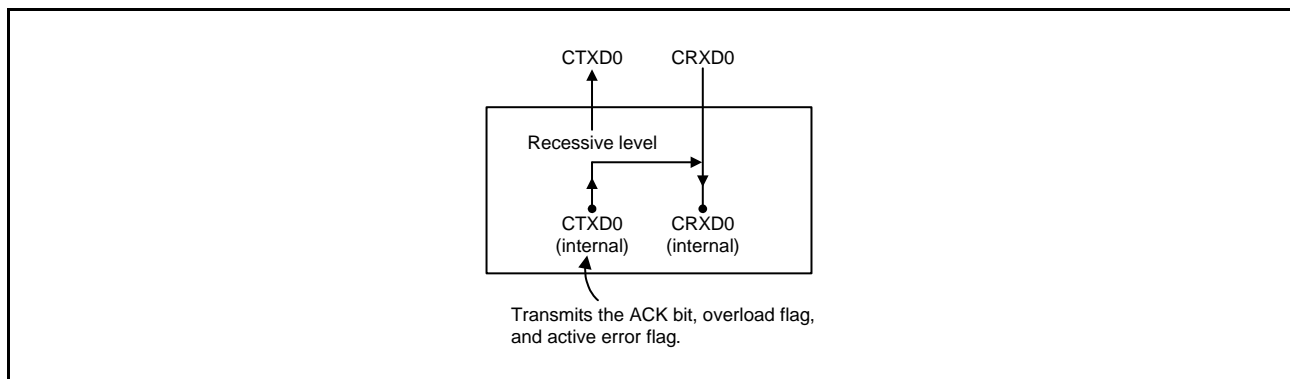 CTXD0 CRXD0
Recessive level
CTXD0 CRXD0
(internal) (internal)
Transmits the ACK bit, overload flag,
and active error flag.